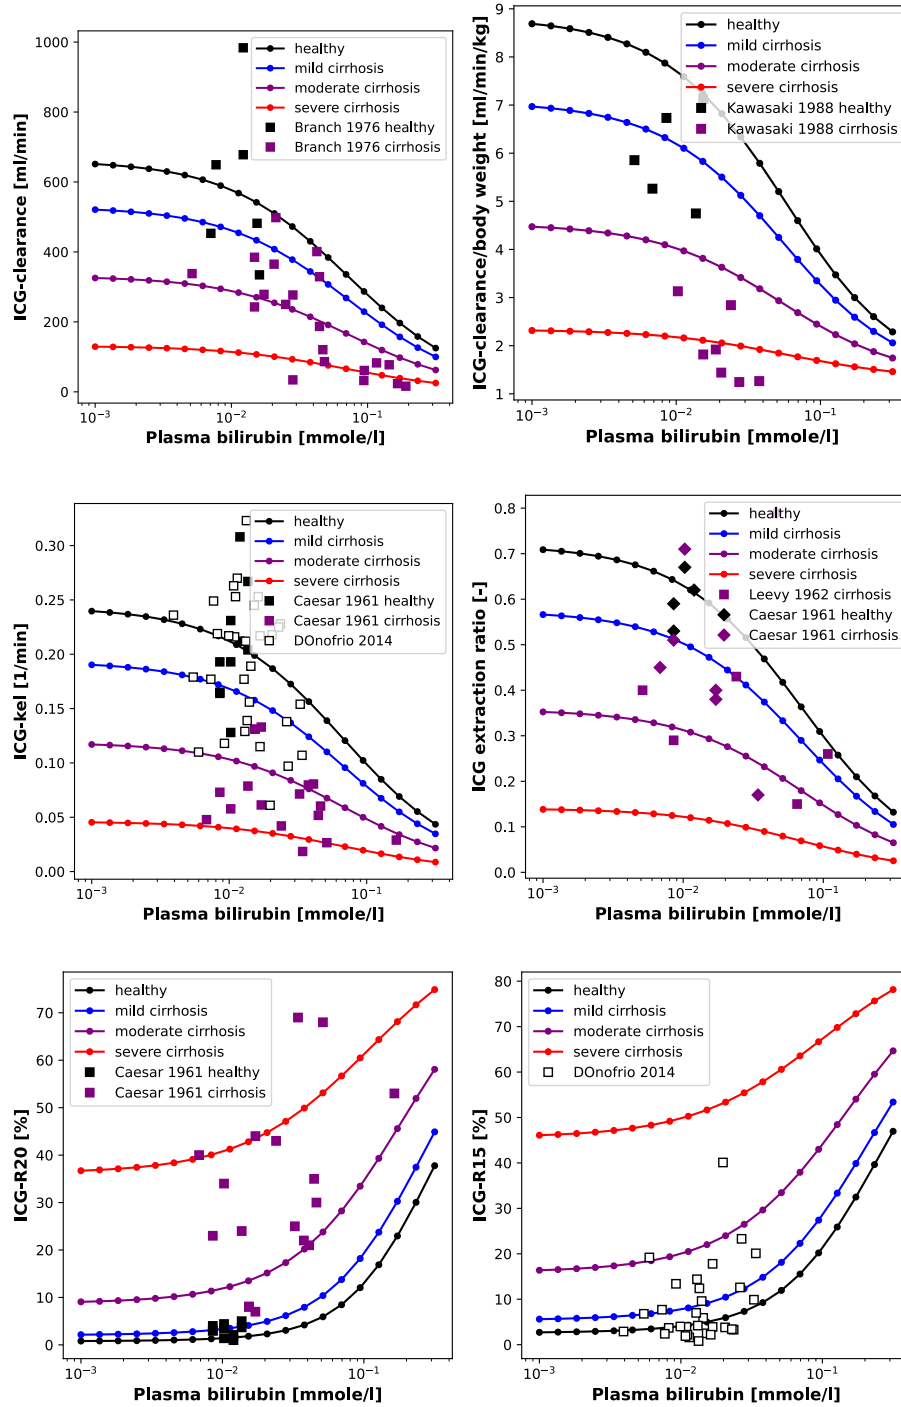 healthy
mild cirrhosis
moderate cirrhosis
severe cirrhosis
Branch 1976 healthy
Branch 1976 cirrhosis
1000
800
600
400
200
0
ICG-clearance [ml/min]
10⁻³
10⁻²
10⁻¹
Plasma bilirubin [mmole/l]
healthy
mild cirrhosis
moderate cirrhosis
severe cirrhosis
Kawasaki 1988 healthy
Kawasaki 1988 cirrhosis
9
8
7
6
5
4
3
2
1
ICG-clearance/body weight [ml/min/kg]
10⁻³
10⁻²
10⁻¹
Plasma bilirubin [mmole/l]
healthy
mild cirrhosis
moderate cirrhosis
severe cirrhosis
Caesar 1961 healthy
Caesar 1961 cirrhosis
DOnofrio 2014
0.30
0.25
0.20
0.15
0.10
0.05
0.00
ICG-kel [1/min]
10⁻³
10⁻²
10⁻¹
Plasma bilirubin [mmole/l]
healthy
mild cirrhosis
moderate cirrhosis
severe cirrhosis
Leevy 1962 cirrhosis
Caesar 1961 healthy
Caesar 1961 cirrhosis
0.8
0.7
0.6
0.5
0.4
0.3
0.2
0.1
0.0
ICG extraction ratio [-]
10⁻³
10⁻²
10⁻¹
Plasma bilirubin [mmole/l]
healthy
mild cirrhosis
moderate cirrhosis
severe cirrhosis
Caesar 1961 healthy
Caesar 1961 cirrhosis
70
60
50
40
30
20
10
0
ICG-R20 [%]
10⁻³
10⁻²
10⁻¹
Plasma bilirubin [mmole/l]
healthy
mild cirrhosis
moderate cirrhosis
severe cirrhosis
DOnofrio 2014
80
70
60
50
40
30
20
10
0
ICG-R15 [%]
10⁻³
10⁻²
10⁻¹
Plasma bilirubin [mmole/l]